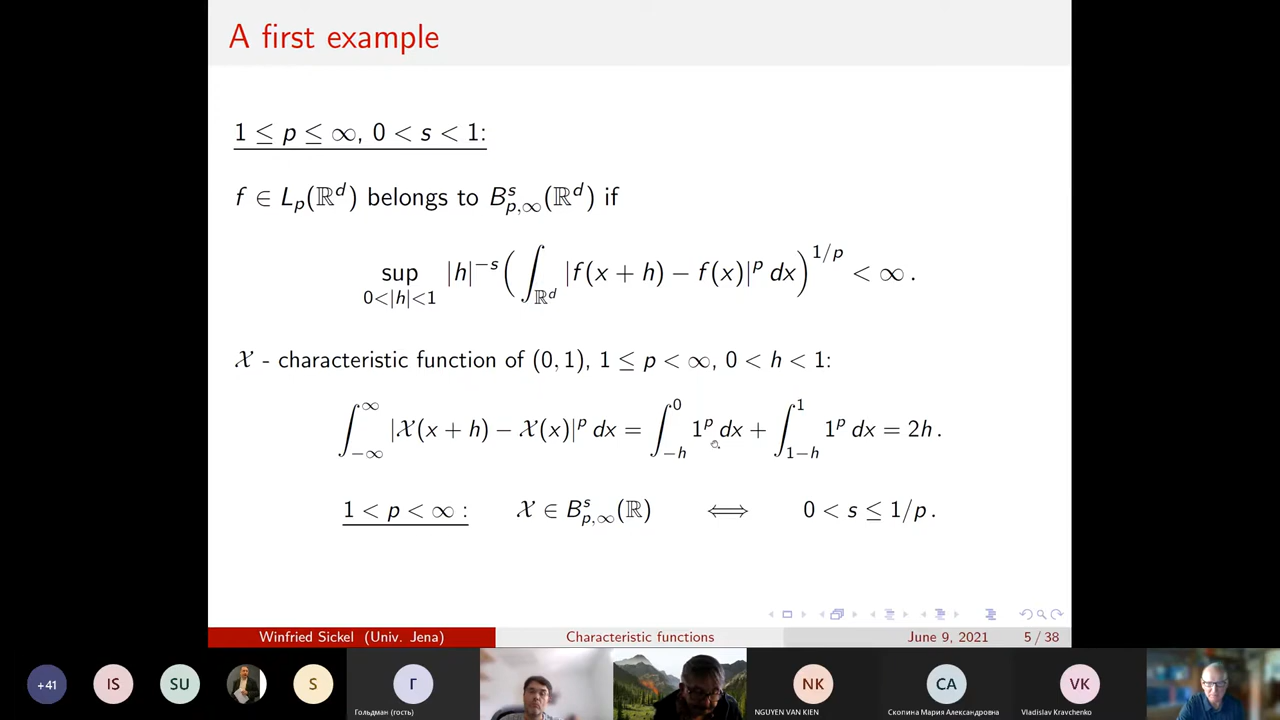 A first example
1 ≤ p ≤ ∞, 0 < s < 1:
f ∈ L_p(ℝ^d) belongs to B^s_{p,∞}(ℝ^d) if
sup_{0<|h|<1} |h|^{-s} ( ∫_{ℝ^d} |f(x + h) − f(x)|^p dx )^{1/p} < ∞ .
𝒳 - characteristic function of (0, 1), 1 ≤ p < ∞, 0 < h < 1:
∫_{-∞}^{∞} |𝒳(x + h) − 𝒳(x)|^p dx = ∫_{-h}^{0} 1^p dx + ∫_{1-h}^{1} 1^p dx = 2h .
1 < p < ∞ : 𝒳 ∈ B^s_{p,∞}(ℝ) ⟺ 0 < s ≤ 1/p .
Winfried Sickel (Univ. Jena) Characteristic functions June 9, 2021 5 / 38
+41 IS SU S Г NK CA VK
Гольдман (гость) NGUYEN VAN KIEN Скопина Мария Александровна Vladislav Kravchenko